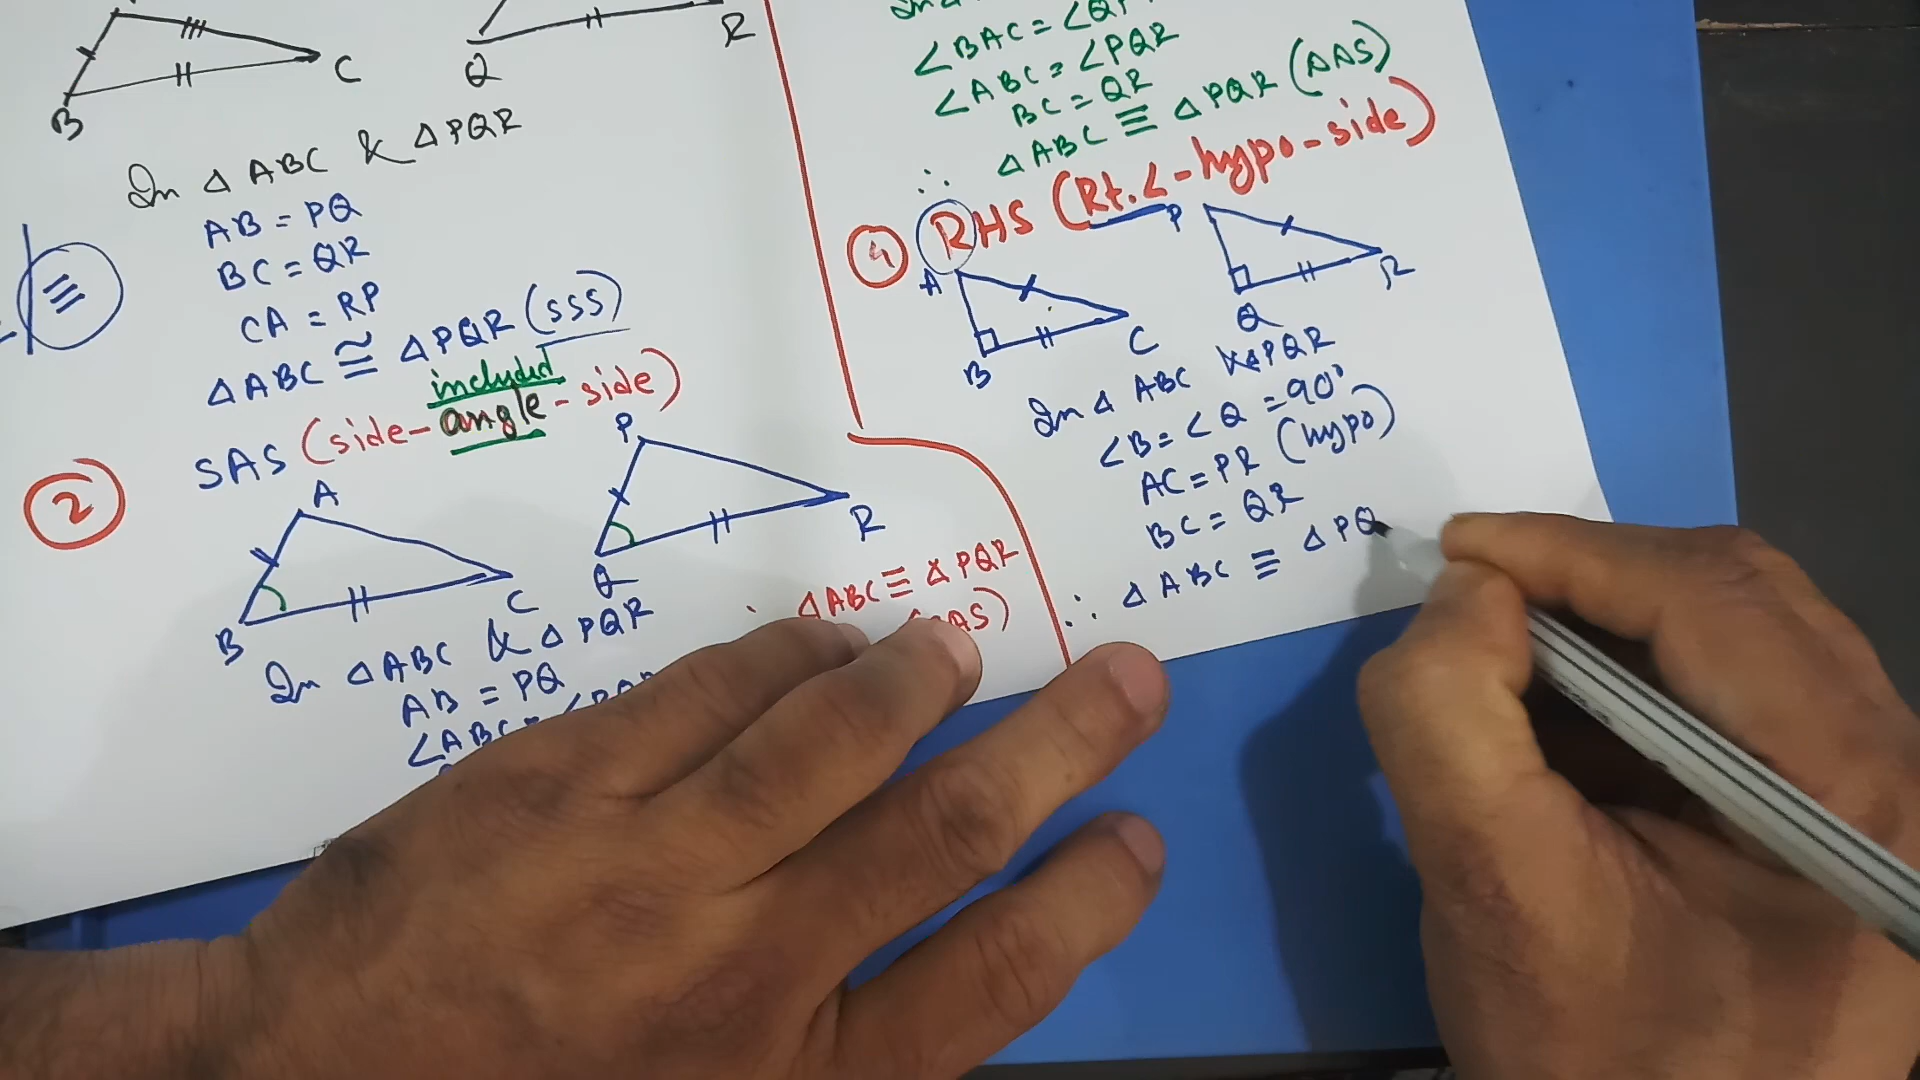 B
C
Q
R
In △ ABC & △ PQR
AB = PQ
BC = QR
CA = RP
△ ABC ≅ △ PQR (SSS)
≡
2
SAS (side-included angle-side)
A
B
C
P
Q
R
In △ ABC & △ PQR
AB = PQ
∠ABC =
△ABC ≡ △ PQR
AS)
∠BAC = ∠Q
∠ABC = ∠PQR
BC = QR
∴ △ABC ≡ △PQR (AAS)
4 RHS (Rt.∠-hypo-side)
A
B
C
P
Q
R
In △ ABC & △ PQR
∠B = ∠Q = 90°
AC = PR (hypo)
BC = QR
∴ △ ABC ≡ △ PQ